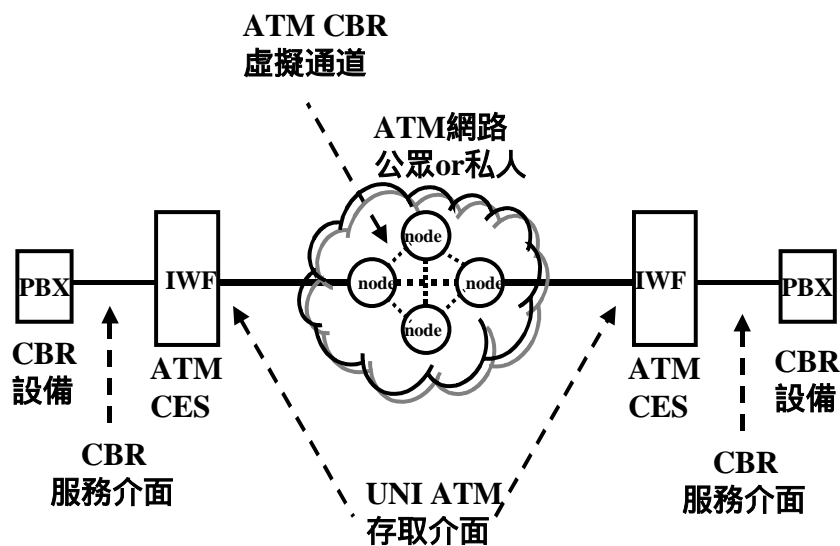 ATM CBR
虛擬通道
ATM網路
公眾or私人
node
node
node
node
PBX
IWF
IWF
PBX
CBR
設備
ATM
CES
ATM
CES
CBR
設備
CBR
服務介面
UNI ATM
存取介面
CBR
服務介面